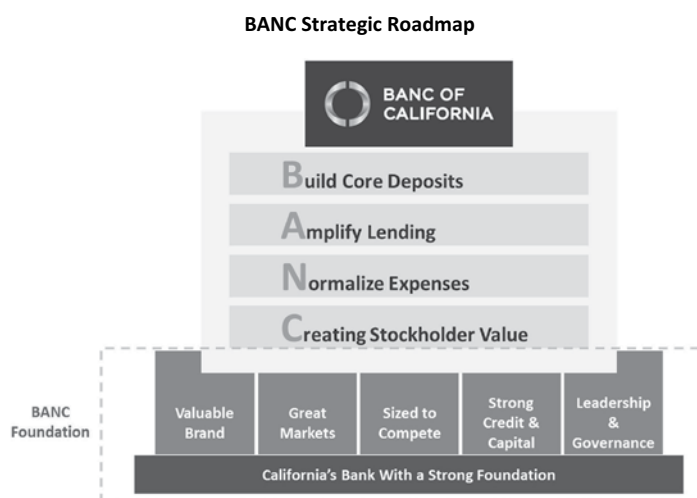 BANC Strategic Roadmap
BANC OF
CALIFORNIA
Build Core Deposits
Amplify Lending
Normalize Expenses
Creating Stockholder Value
BANC
Foundation
Valuable
Brand
Great
Markets
Sized to
Compete
Strong
Credit &
Capital
Leadership
&
Governance
California's Bank With a Strong Foundation